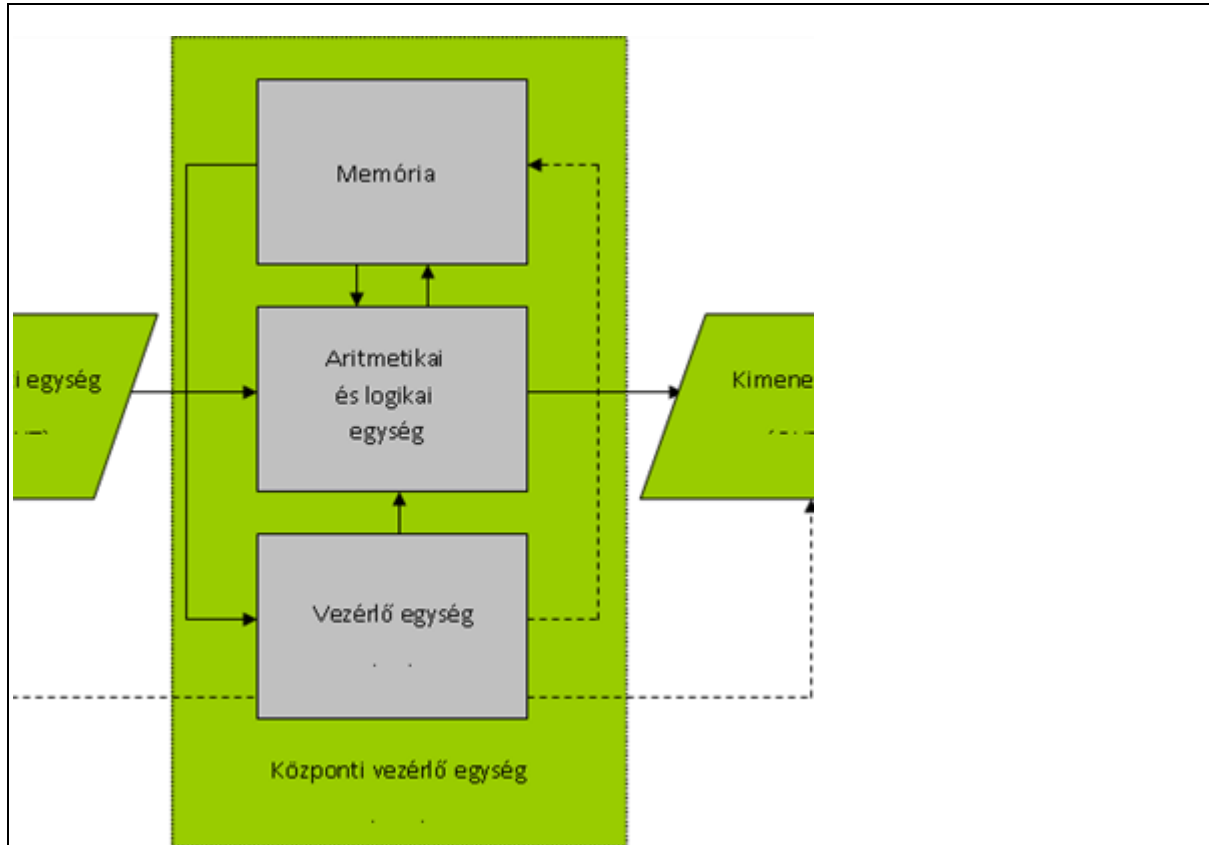 Memória
i egység
Aritmetikai
és logikai
egység
Kimene
Vezérlő egység
Központi vezérlő egység